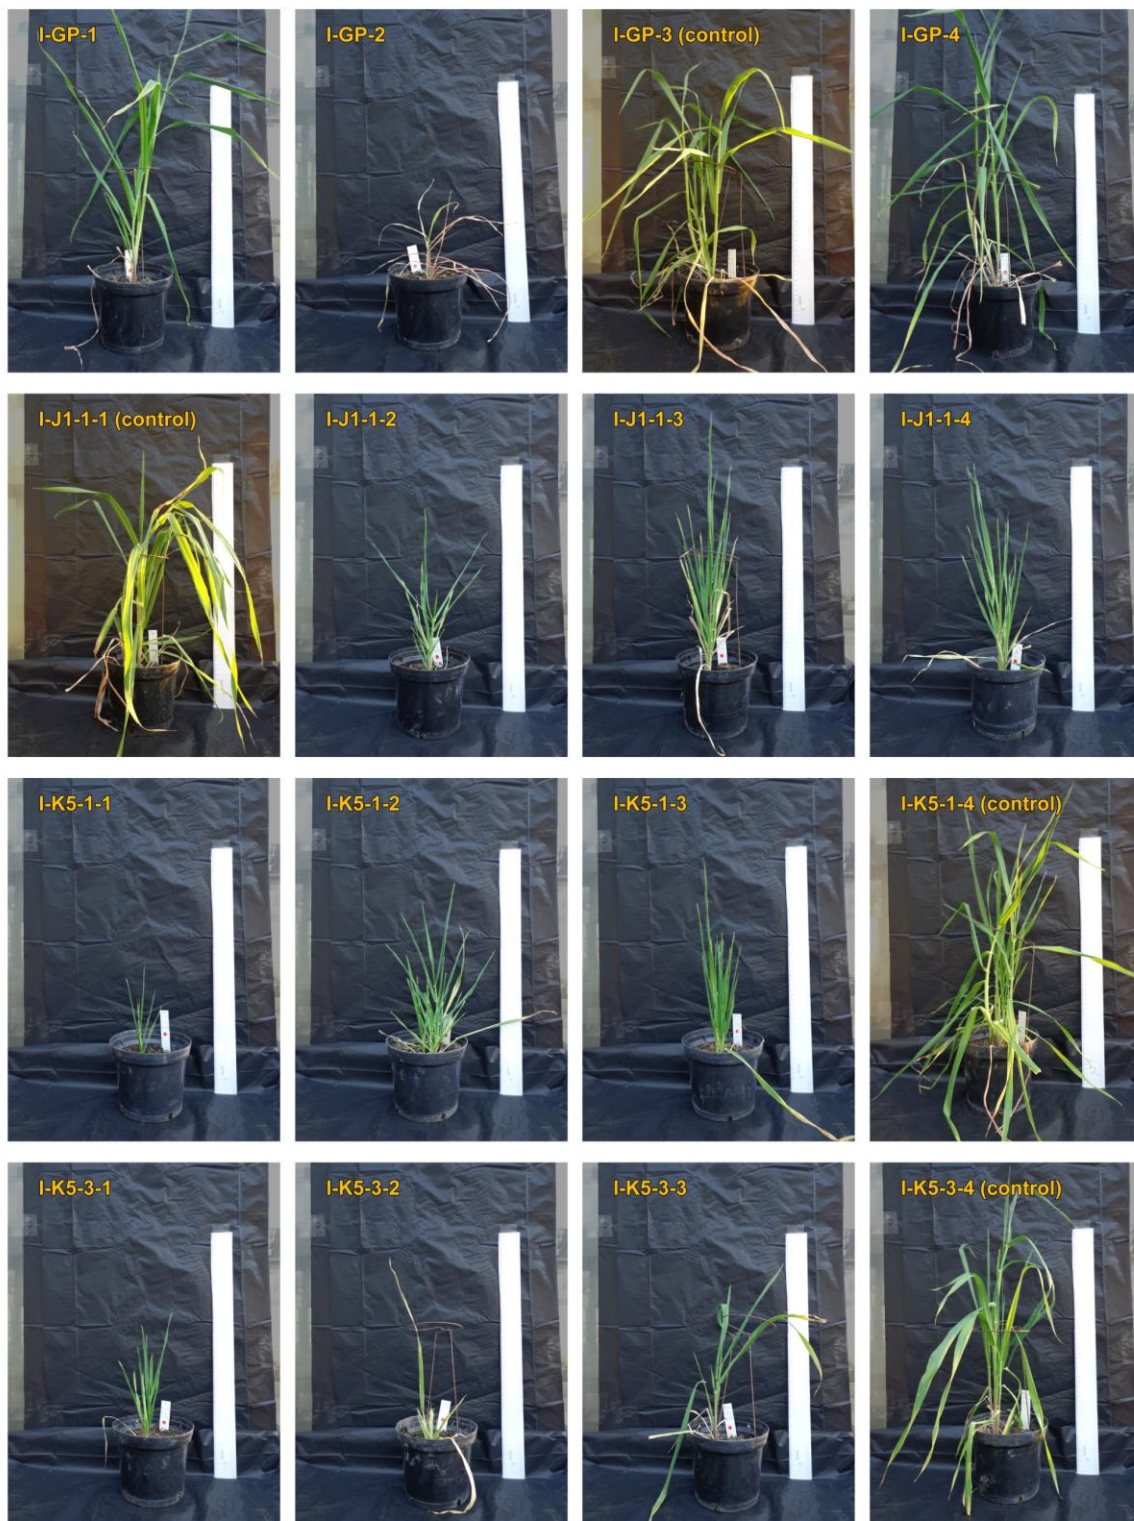 I-GP-1
I-GP-2
I-GP-3 (control)
I-GP-4
I-J1-1-1 (control)
I-J1-1-2
I-J1-1-3
I-J1-1-4
I-K5-1-1
I-K5-1-2
I-K5-1-3
I-K5-1-4 (control)
I-K5-3-1
I-K5-3-2
I-K5-3-3
I-K5-3-4 (control)